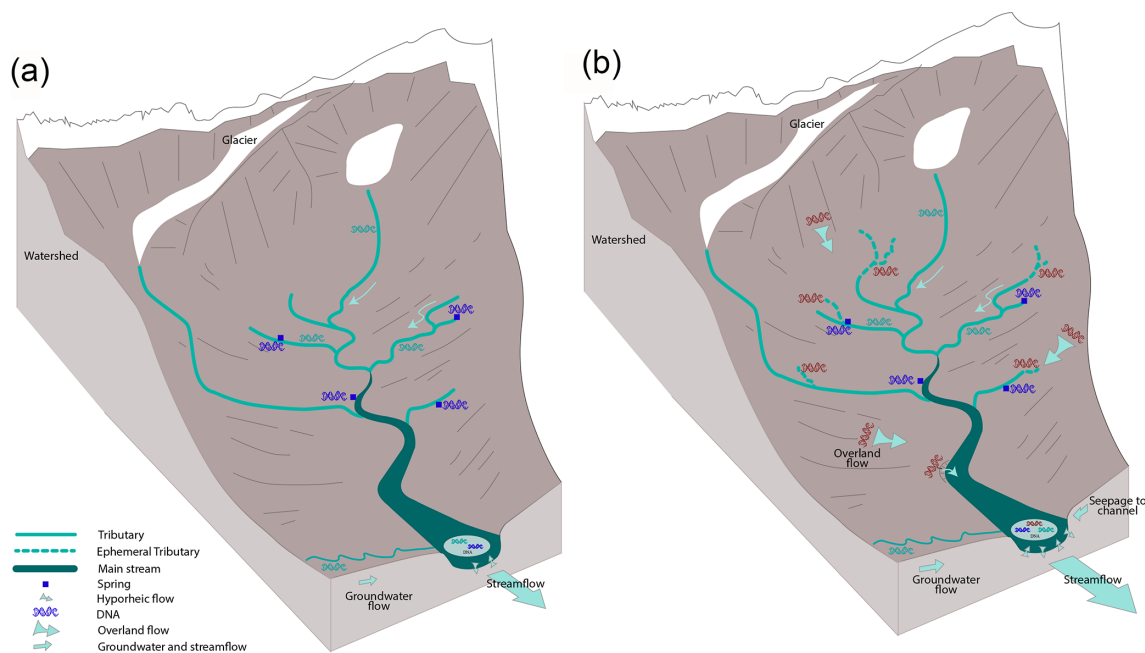 (a)
Glacier
Watershed
DNA
Streamflow
Groundwater
flow
Tributary
Ephemeral Tributary
Main stream
Spring
Hyporheic flow
DNA
Overland flow
Groundwater and streamflow
(b)
Glacier
Watershed
Overland
flow
Seepage to
channel
DNA
Groundwater
flow
Streamflow